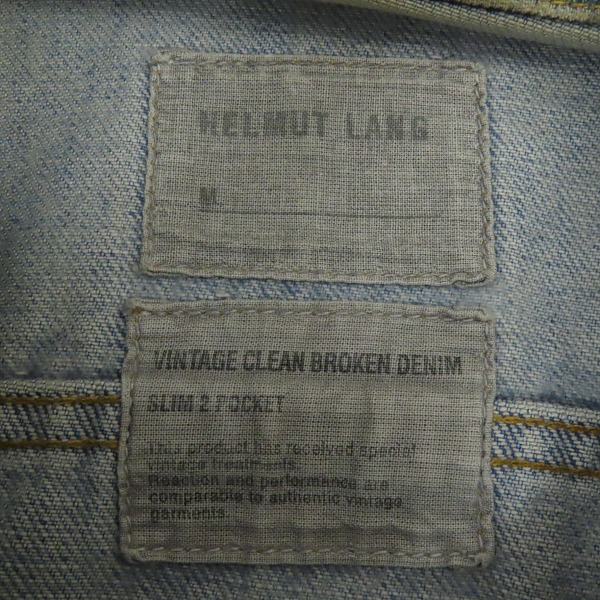 HELMUT LANG
M.
VINTAGE CLEAN BROKEN DENIM
SLIM 2 POCKET
This product has received special
vintage treatments.
Reaction and performance are
comparable to authentic vintage
garments.